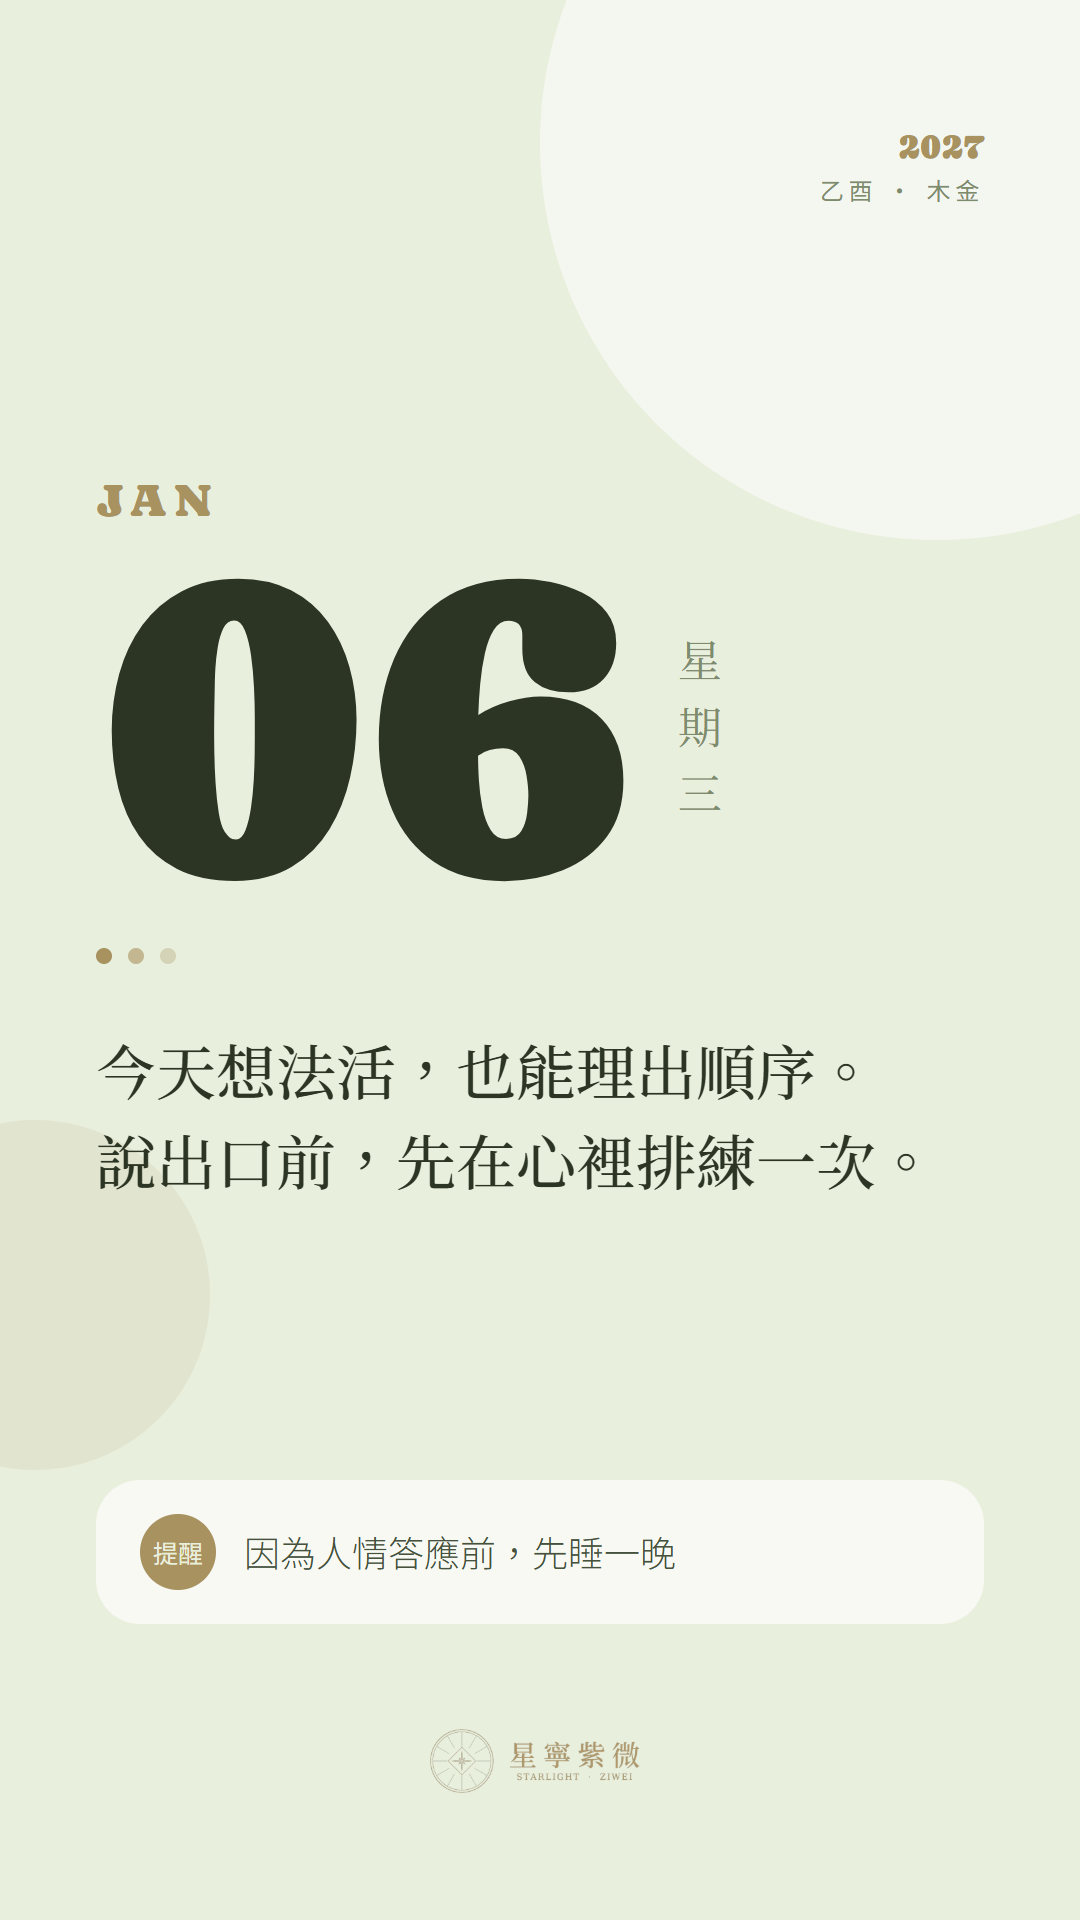 2027
乙酉 • 木金
JAN
06
星期三
今天想法活，也能理出順序。
說出口前，先在心裡排練一次。
提醒
因為人情答應前，先睡一晚
星寧紫微
STARLIGHT · ZIWEI